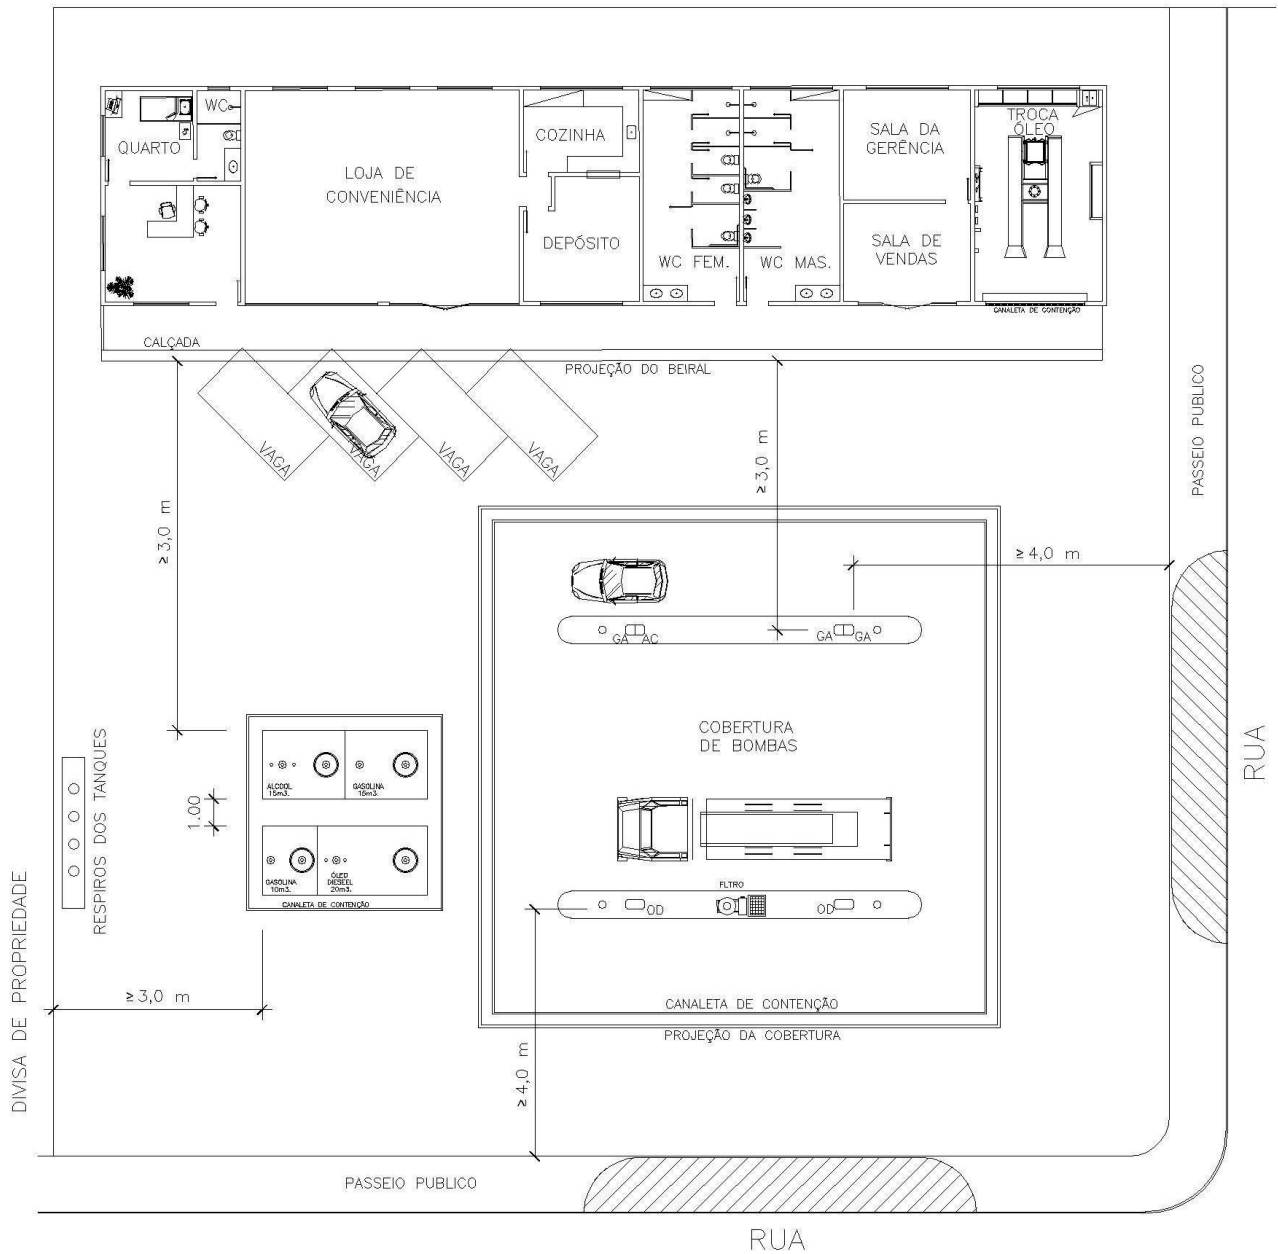 WC
QUARTO
LOJA DE
CONVENIÊNCIA
COZINHA
DEPÓSITO
WC FEM.
WC MAS.
SALA DA
GERÊNCIA
SALA DE
VENDAS
TROCA
ÓLEO
CANALETA DE CONTENÇÃO
CALÇADA
PROJEÇÃO DO BEIRAL
VAGA
VAGA
VAGA
VAGA
≥3,0 m
≥3,0 m
≥4,0 m
PASSEIO PUBLICO
GA AC
GA GA
COBERTURA
DE BOMBAS
RUA
RESPIROS DOS TANQUES
1.00
ALCOOL
15m3.
GASOLINA
15m3.
GASOLINA
10m3.
ÓLEO
DIESEEL
20m3.
CANALETA DE CONTENÇÃO
FLTRO
OD
OD
DIVISA DE PROPRIEDADE
≥3,0 m
≥4,0 m
CANALETA DE CONTENÇÃO
PROJEÇÃO DA COBERTURA
PASSEIO PUBLICO
RUA